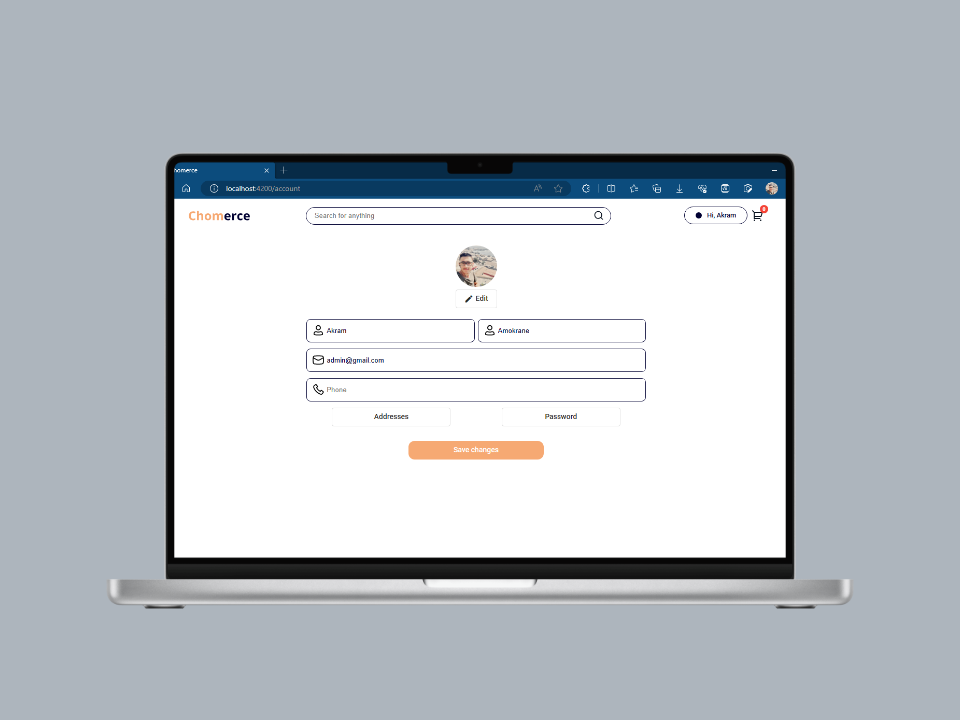 homerce
localhost:4200/account
Chomerce
Search for anything
Hi, Akram
Edit
Akram
Amokrane
admin@gmail.com
Phone
Addresses
Password
Save changes